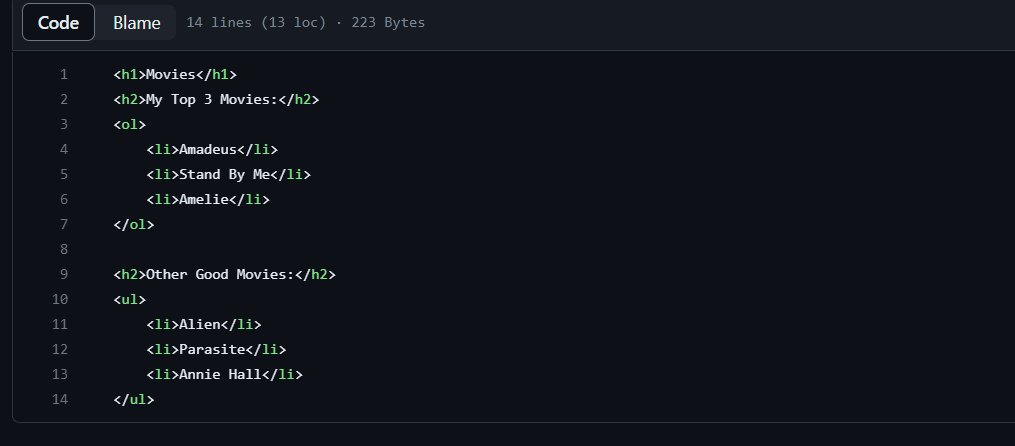 Code Blame 14 lines (13 loc) · 223 Bytes
1 <h1>Movies</h1>
2 <h2>My Top 3 Movies:</h2>
3 <ol>
4     <li>Amadeus</li>
5     <li>Stand By Me</li>
6     <li>Amelie</li>
7 </ol>
8
9 <h2>Other Good Movies:</h2>
10 <ul>
11     <li>Alien</li>
12     <li>Parasite</li>
13     <li>Annie Hall</li>
14 </ul>